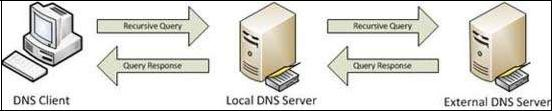 Recursive Query
Recursive Query
Query Response
Query Response
DNS Client
Local DNS Server
External DNS Server